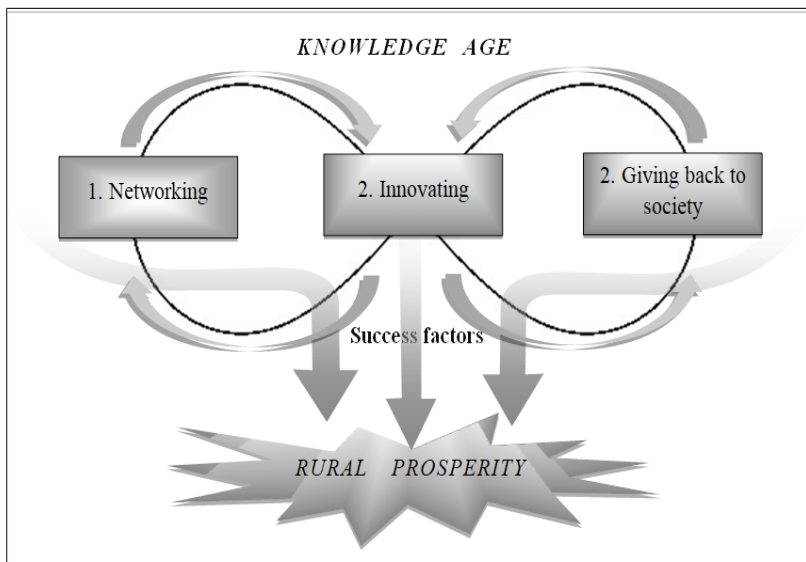 KNOWLEDGE AGE
1. Networking
2. Innovating
2. Giving back to
society
Success factors
RURAL PROSPERITY